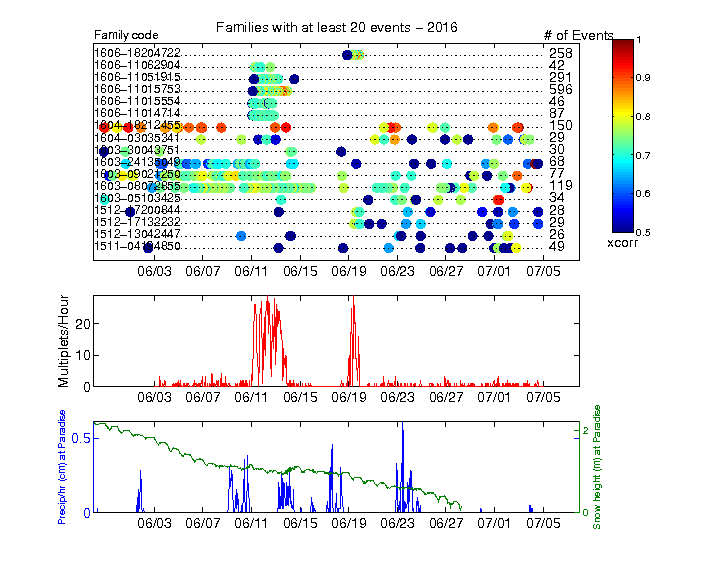 Families with at least 20 events – 2016
Family code
# of Events
1606–18204722 258
1606–11062904 42
1606–11051915 291
1606–11015753 596
1606–11015554 46
1606–11014714 87
1604–18212455 150
1604–03035341 29
1603–30043751 30
1603–24135049 68
1603–09021250 77
1603–08072855 119
1603–05103425 34
1512–17200844 28
1512–17132232 29
1512–13042447 26
1511–04184850 49
06/03 06/07 06/11 06/15 06/19 06/23 06/27 07/01 07/05
1
0.9
0.8
0.7
0.6
0.5
xcorr
Multiplets/Hour
20
0
06/03 06/07 06/11 06/15 06/19 06/23 06/27 07/01 07/05
Precip/hr (cm) at Paradise
0.5
0
2
0
Snow height (m) at Paradise
06/03 06/07 06/11 06/15 06/19 06/23 06/27 07/01 07/05